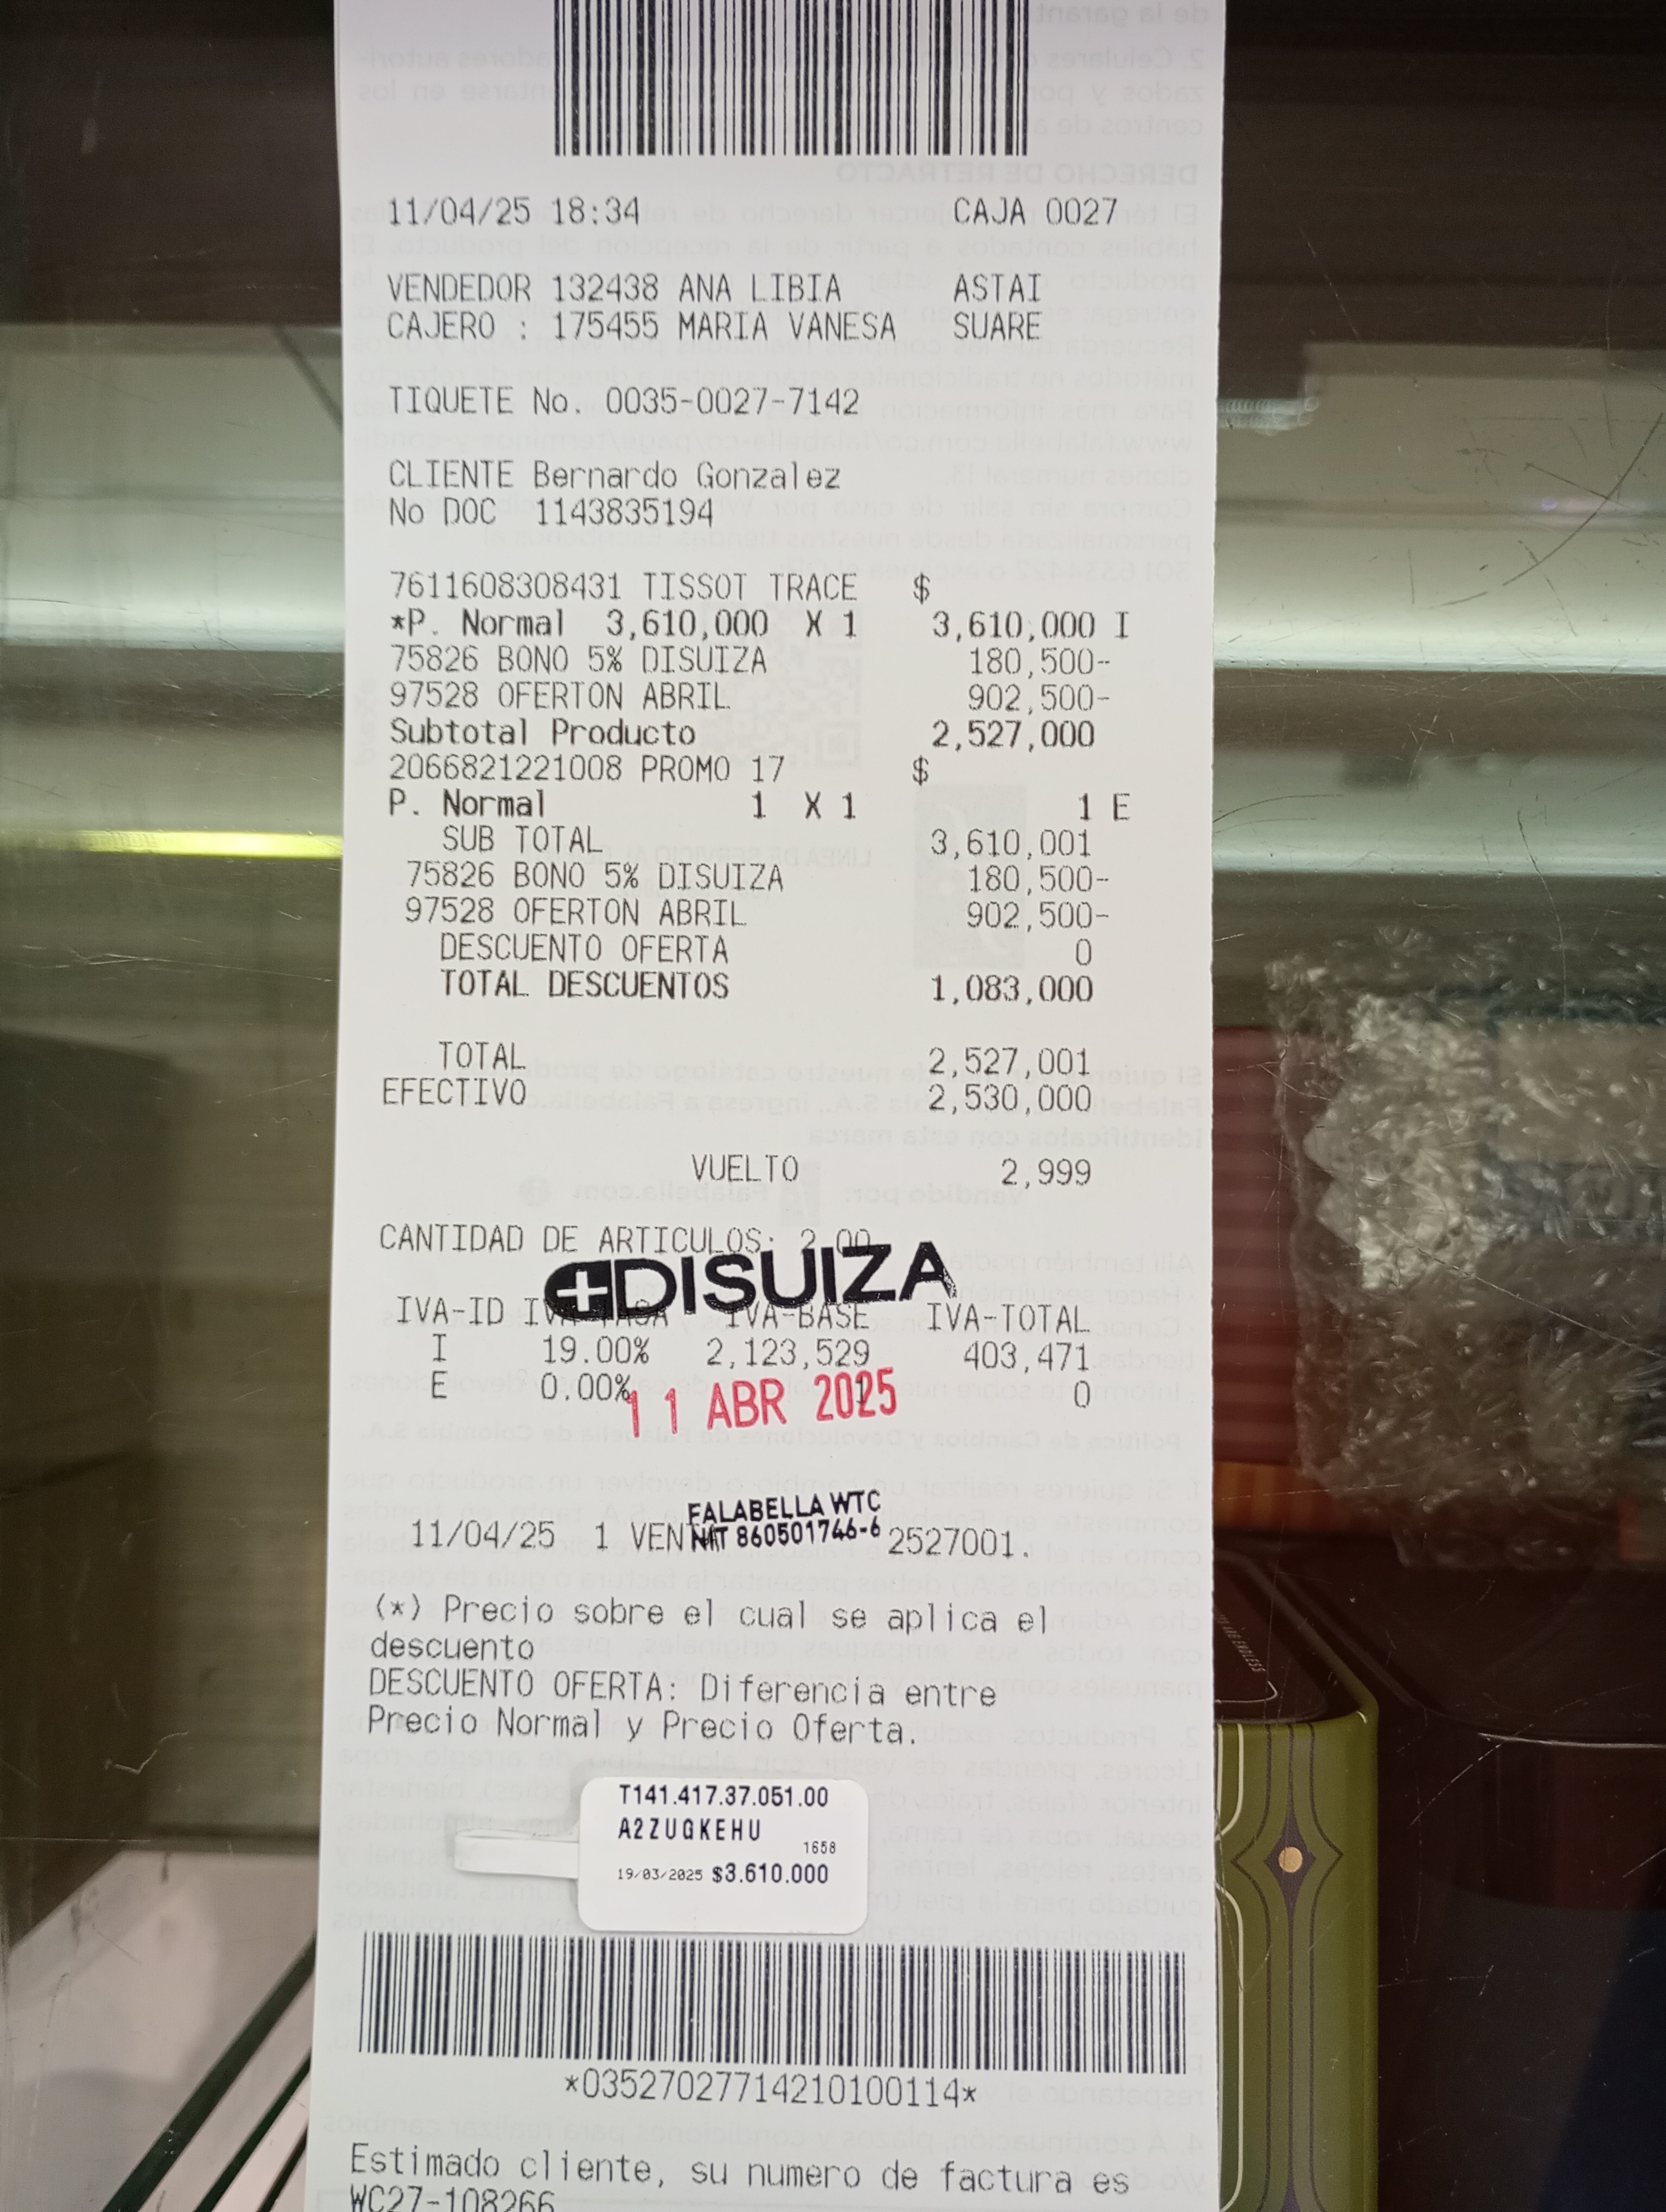 11/04/25 18:34 CAJA 0027
VENDEDOR 132438 ANA LIBIA ASTAI
CAJERO : 175455 MARIA VANESA SUARE
TIQUETE No. 0035-0027-7142
CLIENTE Bernardo Gonzalez
No DOC 1143835194
7611608308431 TISSOT TRACE $
*P. Normal 3,610,000 X 1 3,610,000 I
75826 BONO 5% DISUIZA 180,500-
97528 OFERTON ABRIL 902,500-
Subtotal Producto 2,527,000
2066821221008 PROMO 17 $
P. Normal 1 X 1 1 E
SUB TOTAL 3,610,001
75826 BONO 5% DISUIZA 180,500-
97528 OFERTON ABRIL 902,500-
DESCUENTO OFERTA 0
TOTAL DESCUENTOS 1,083,000
TOTAL 2,527,001
EFECTIVO 2,530,000
VUELTO 2,999
CANTIDAD DE ARTICULOS: 2.00
DISUIZA
IVA-ID IVA-TASA IVA-BASE IVA-TOTAL
I 19.00% 2,123,529 403,471
E 0.00% 1 0
11 ABR 2025
FALABELLA WTC
NIT 860501746-6
11/04/25 1 VENTA 2527001.
(*) Precio sobre el cual se aplica el
descuento
DESCUENTO OFERTA: Diferencia entre
Precio Normal y Precio Oferta.
T141.417.37.051.00
A2ZUGKEHU
1658
19/03/2025 $3.610.000
*03527027714210100114*
Estimado cliente, su numero de factura es
WC27-108266